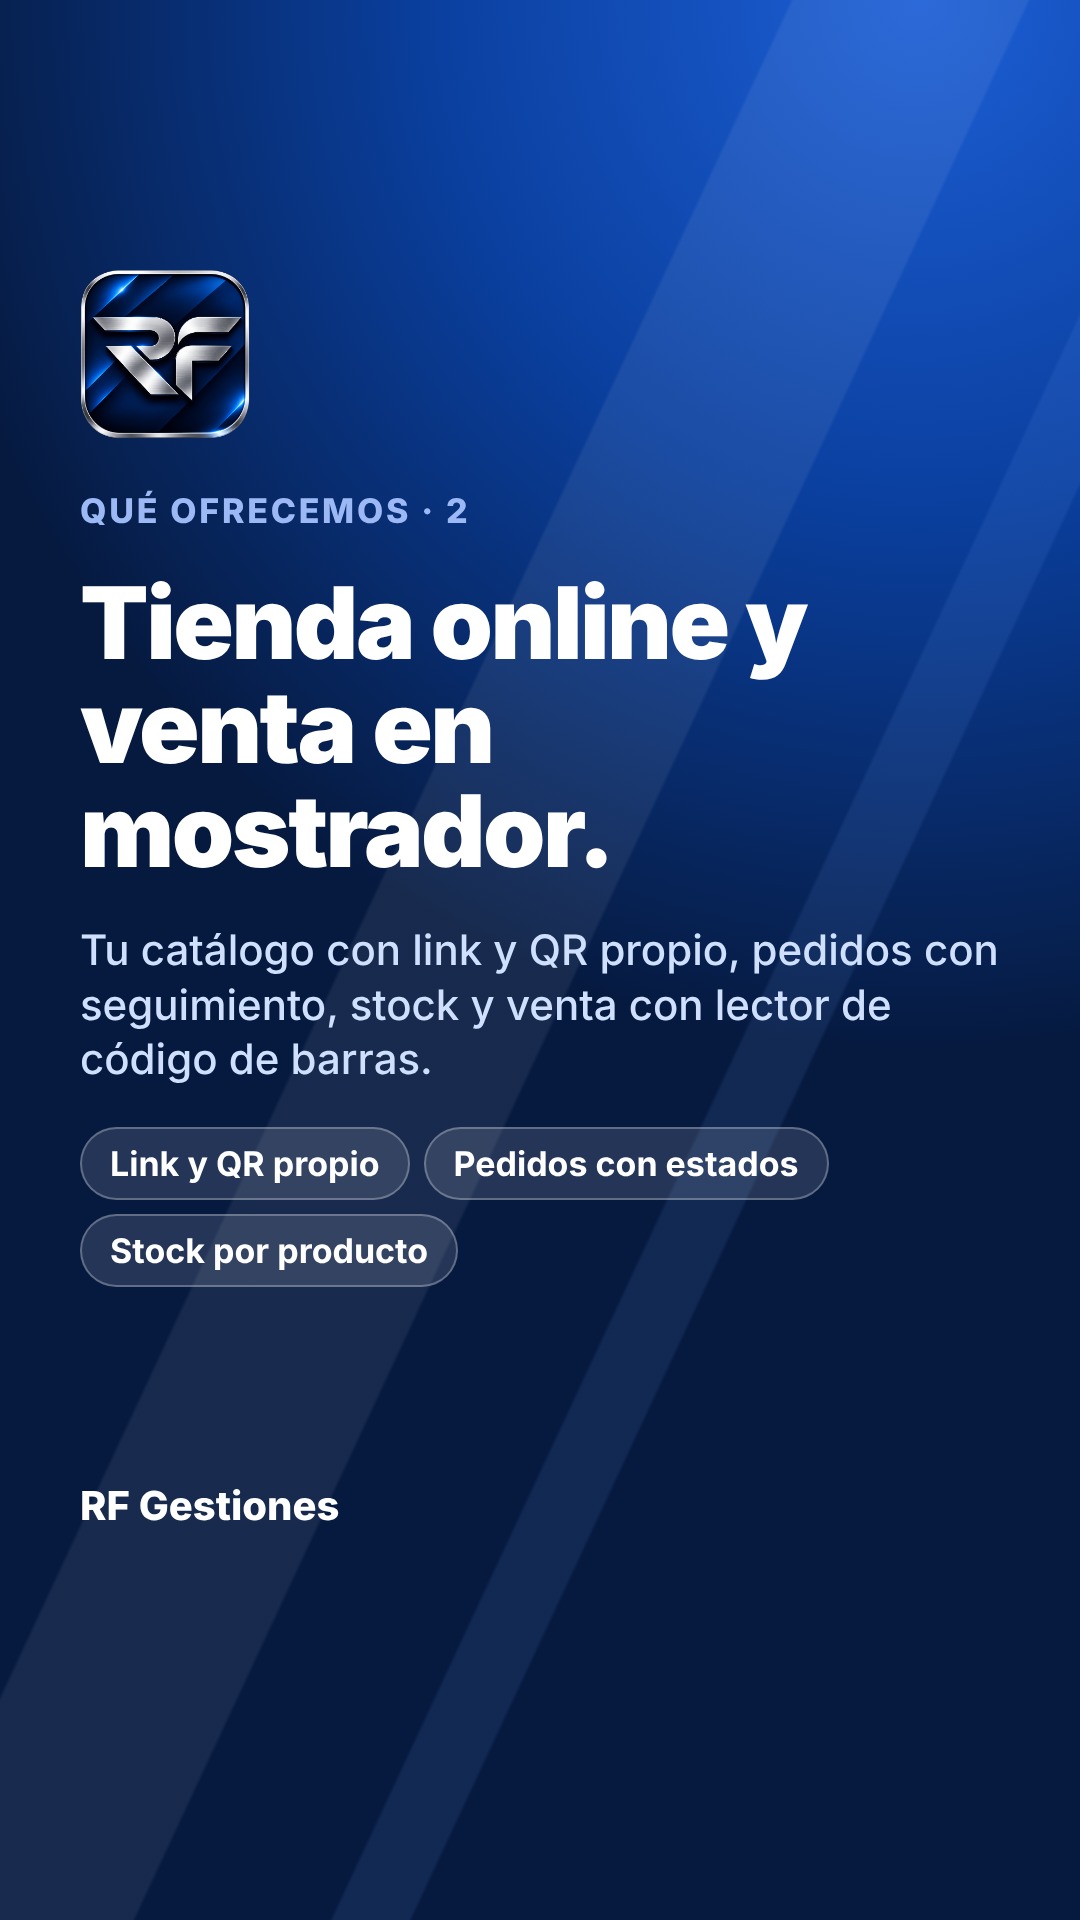 RF
QUÉ OFRECEMOS · 2
Tienda online y
venta en
mostrador.
Tu catálogo con link y QR propio, pedidos con
seguimiento, stock y venta con lector de
código de barras.
Link y QR propio
Pedidos con estados
Stock por producto
RF Gestiones